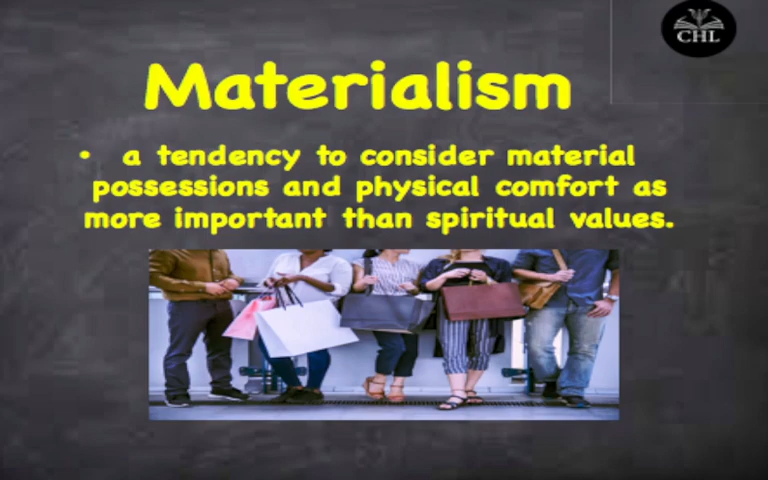 CHL
Materialism
• a tendency to consider material
possessions and physical comfort as
more important than spiritual values.